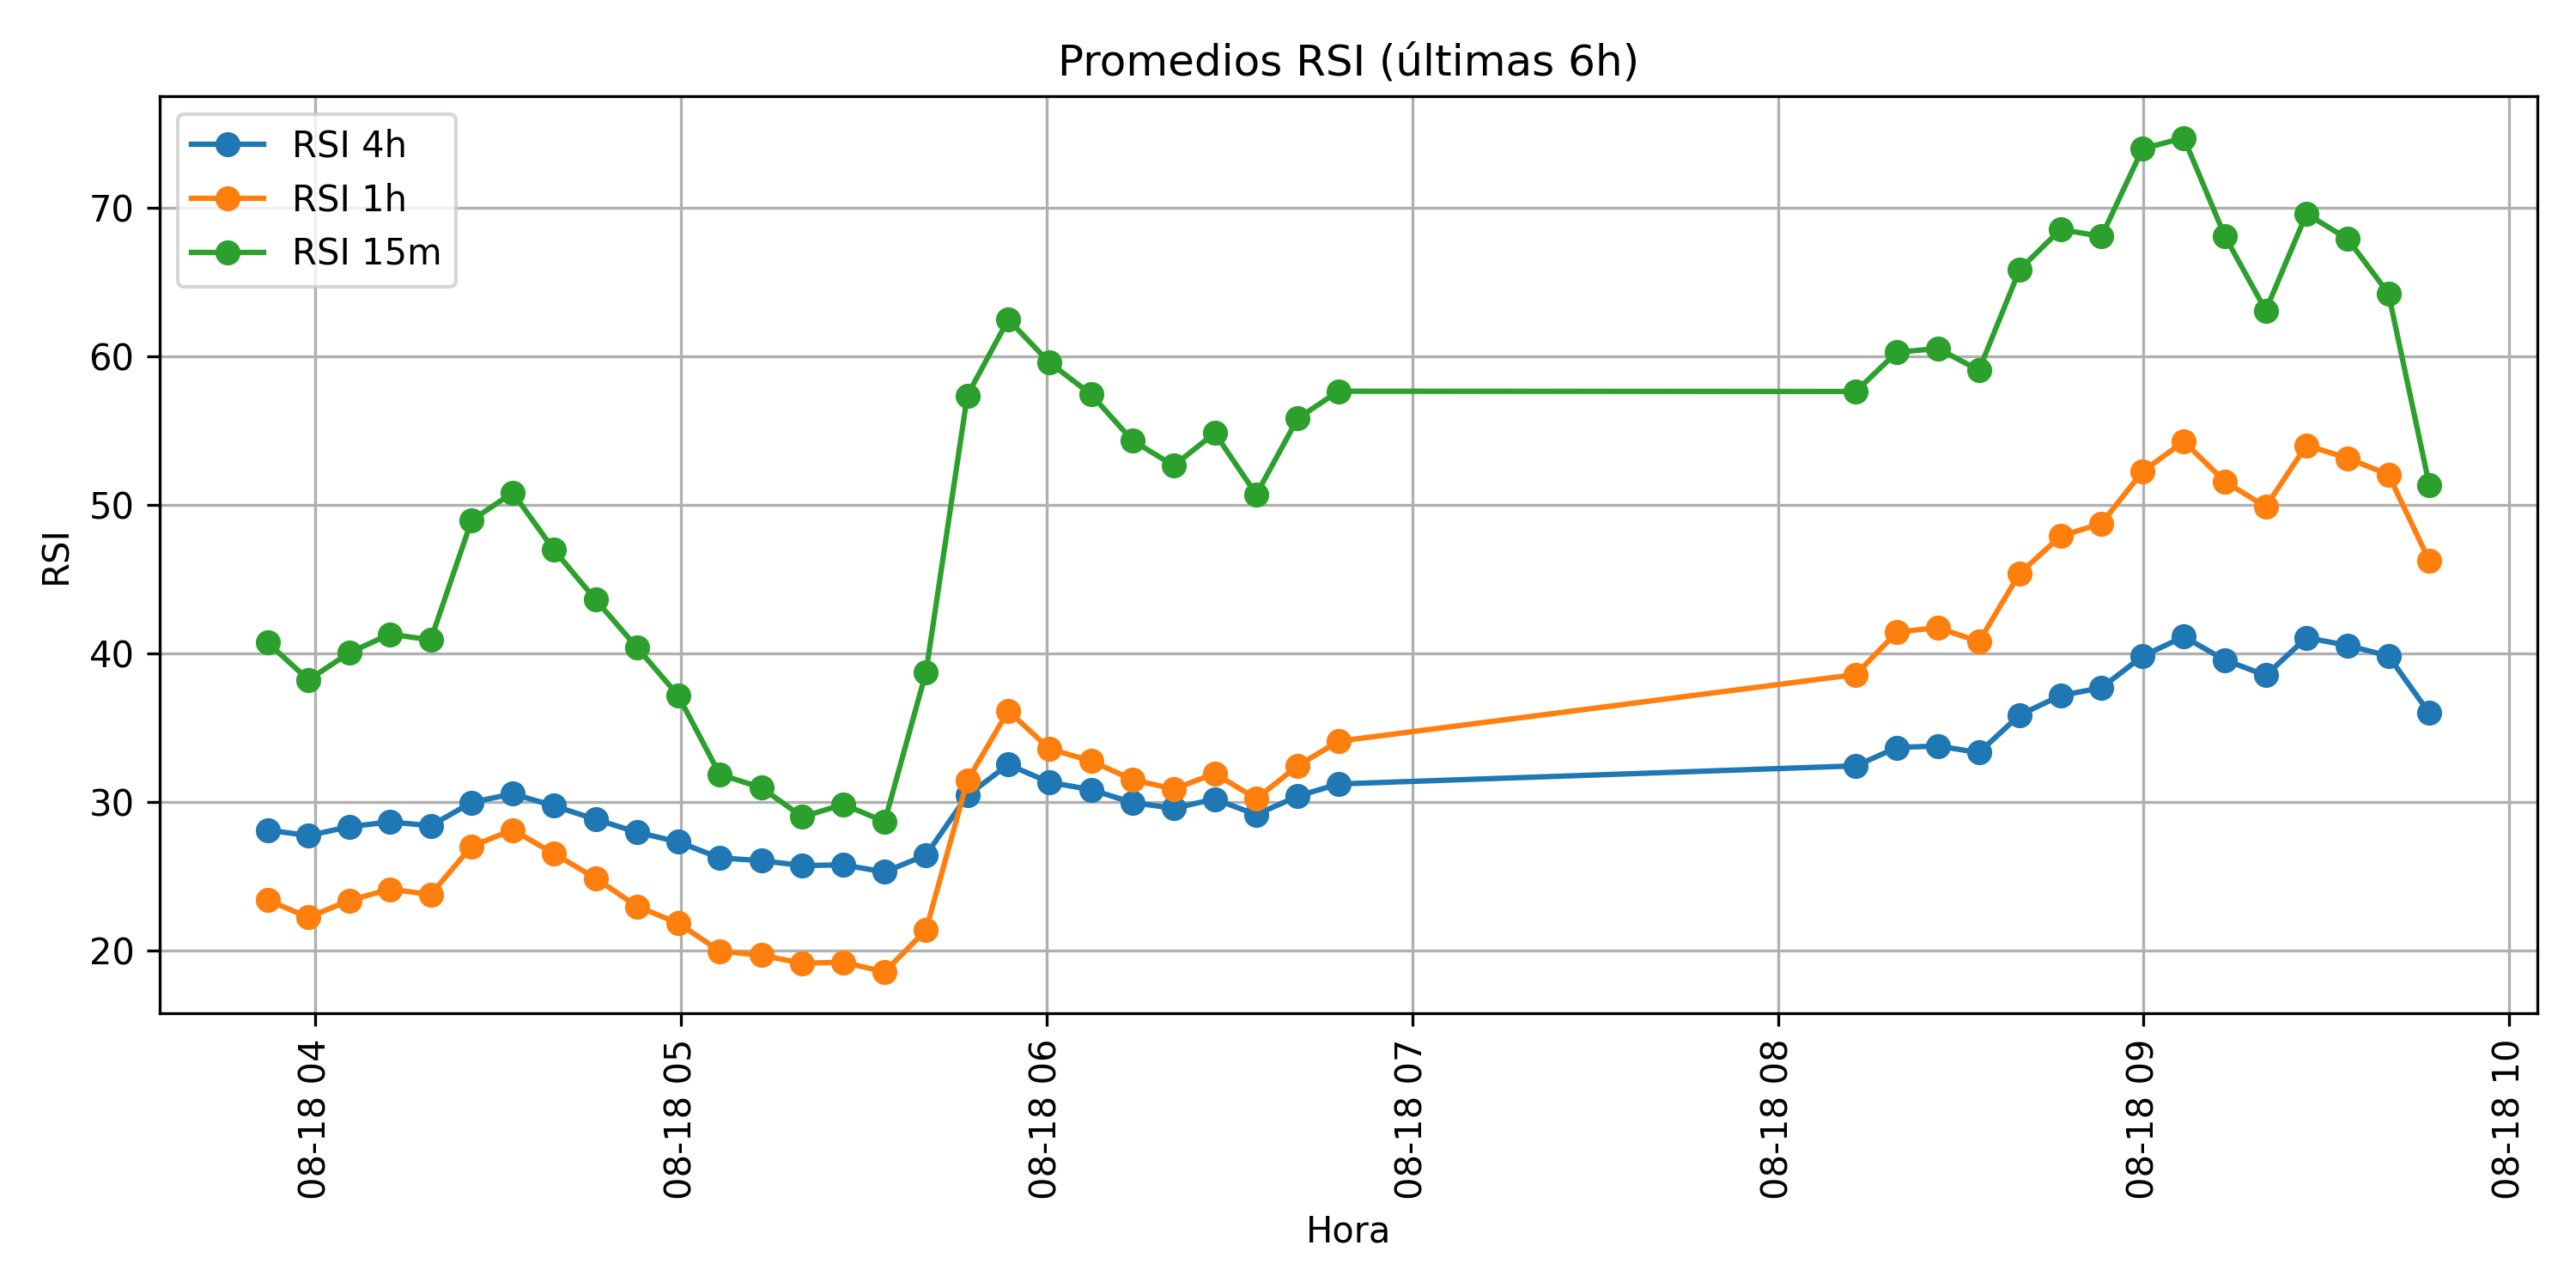 Promedios RSI (últimas 6h)
RSI 4h
RSI 1h
RSI 15m
RSI
70
60
50
40
30
20
08-18 04
08-18 05
08-18 06
08-18 07
08-18 08
08-18 09
08-18 10
Hora